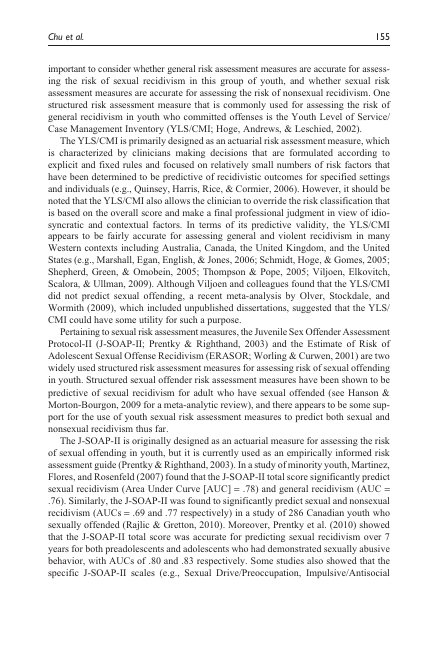 Chu et al. 155
important to consider whether general risk assessment measures are accurate for assess-
ing the risk of sexual recidivism in this group of youth, and whether sexual risk
assessment measures are accurate for assessing the risk of nonsexual recidivism. One
structured risk assessment measure that is commonly used for assessing the risk of
general recidivism in youth who committed offenses is the Youth Level of Service/
Case Management Inventory (YLS/CMI; Hoge, Andrews, & Leschied, 2002).
The YLS/CMI is primarily designed as an actuarial risk assessment measure, which
is characterized by clinicians making decisions that are formulated according to
explicit and fixed rules and focused on relatively small numbers of risk factors that
have been determined to be predictive of recidivistic outcomes for specified settings
and individuals (e.g., Quinsey, Harris, Rice, & Cormier, 2006). However, it should be
noted that the YLS/CMI also allows the clinician to override the risk classification that
is based on the overall score and make a final professional judgment in view of idio-
syncratic and contextual factors. In terms of its predictive validity, the YLS/CMI
appears to be fairly accurate for assessing general and violent recidivism in many
Western contexts including Australia, Canada, the United Kingdom, and the United
States (e.g., Marshall, Egan, English, & Jones, 2006; Schmidt, Hoge, & Gomes, 2005;
Shepherd, Green, & Omobein, 2005; Thompson & Pope, 2005; Viljoen, Elkovitch,
Scalora, & Ullman, 2009). Although Viljoen and colleagues found that the YLS/CMI
did not predict sexual offending, a recent meta-analysis by Olver, Stockdale, and
Wormith (2009), which included unpublished dissertations, suggested that the YLS/
CMI could have some utility for such a purpose.
Pertaining to sexual risk assessment measures, the Juvenile Sex Offender Assessment
Protocol-II (J-SOAP-II; Prentky & Righthand, 2003) and the Estimate of Risk of
Adolescent Sexual Offense Recidivism (ERASOR; Worling & Curwen, 2001) are two
widely used structured risk assessment measures for assessing risk of sexual offending
in youth. Structured sexual offender risk assessment measures have been shown to be
predictive of sexual recidivism for adult who have sexual offended (see Hanson &
Morton-Bourgon, 2009 for a meta-analytic review), and there appears to be some sup-
port for the use of youth sexual risk assessment measures to predict both sexual and
nonsexual recidivism thus far.
The J-SOAP-II is originally designed as an actuarial measure for assessing the risk
of sexual offending in youth, but it is currently used as an empirically informed risk
assessment guide (Prentky & Righthand, 2003). In a study of minority youth, Martinez,
Flores, and Rosenfeld (2007) found that the J-SOAP-II total score significantly predict
sexual recidivism (Area Under Curve [AUC] = .78) and general recidivism (AUC =
.76). Similarly, the J-SOAP-II was found to significantly predict sexual and nonsexual
recidivism (AUCs = .69 and .77 respectively) in a study of 286 Canadian youth who
sexually offended (Rajlic & Gretton, 2010). Moreover, Prentky et al. (2010) showed
that the J-SOAP-II total score was accurate for predicting sexual recidivism over 7
years for both preadolescents and adolescents who had demonstrated sexually abusive
behavior, with AUCs of .80 and .83 respectively. Some studies also showed that the
specific J-SOAP-II scales (e.g., Sexual Drive/Preoccupation, Impulsive/Antisocial